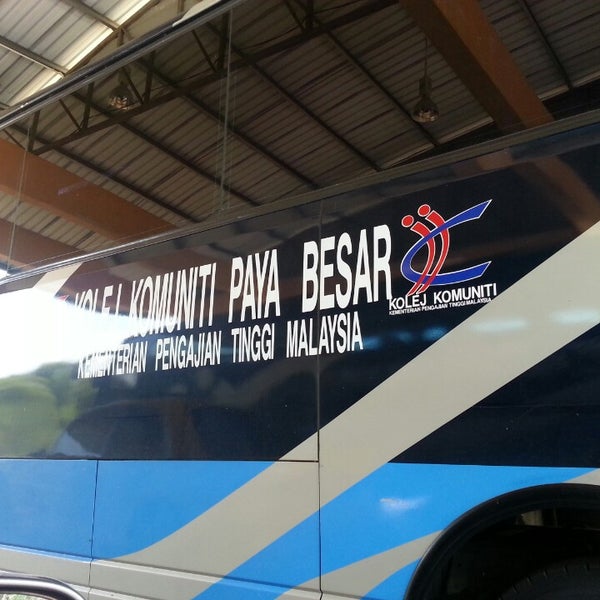 KOLEJ KOMUNITI PAYA BESAR
KEMENTERIAN PENGAJIAN TINGGI MALAYSIA
KOLEJ KOMUNITI
KEMENTERIAN PENGAJIAN TINGGI MALAYSIA